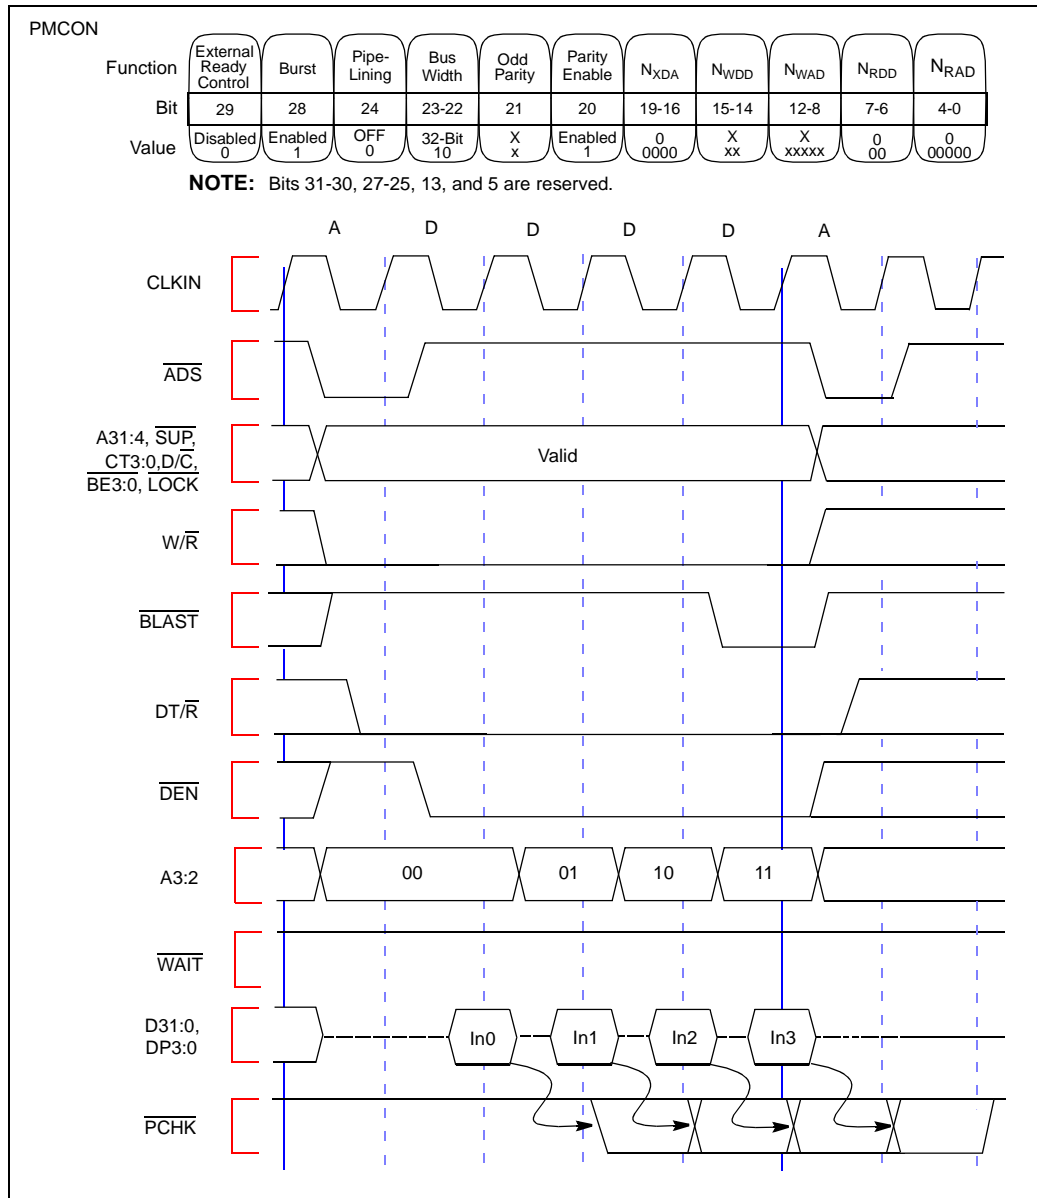 PMCON
Function
External Ready Control
Burst
Pipe-Lining
Bus Width
Odd Parity
Parity Enable
NXDA
NWDD
NWAD
NRDD
NRAD
Bit
29
28
24
23-22
21
20
19-16
15-14
12-8
7-6
4-0
Value
Disabled 0
Enabled 1
OFF 0
32-Bit 10
X x
Enabled 1
0 0000
X xx
X xxxxx
0 00
0 00000
NOTE: Bits 31-30, 27-25, 13, and 5 are reserved.
A D D D D A
CLKIN
ADS
A31:4, SUP,
CT3:0,D/C,
BE3:0, LOCK
Valid
W/R
BLAST
DT/R
DEN
A3:2
00 01 10 11
WAIT
D31:0,
DP3:0
In0 In1 In2 In3
PCHK